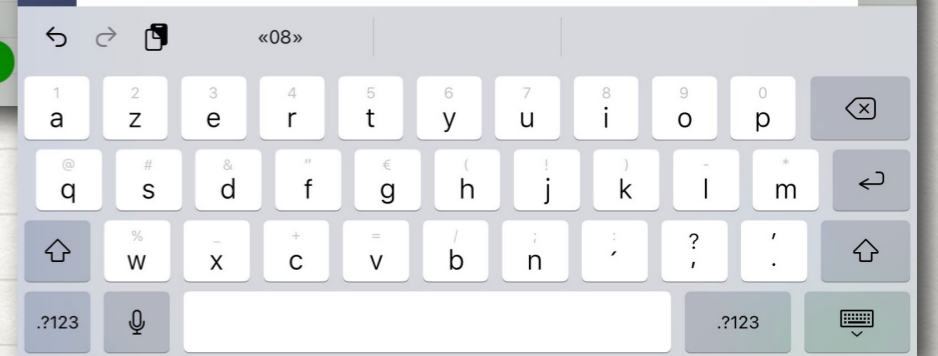 «08»
1 2 3 4 5 6 7 8 9 0
a z e r t y u i o p
@ # & " € ( ! ) - *
q s d f g h j k l m
% _ + = / ; : ? '
w x c v b n ´ , .
.?123 .?123